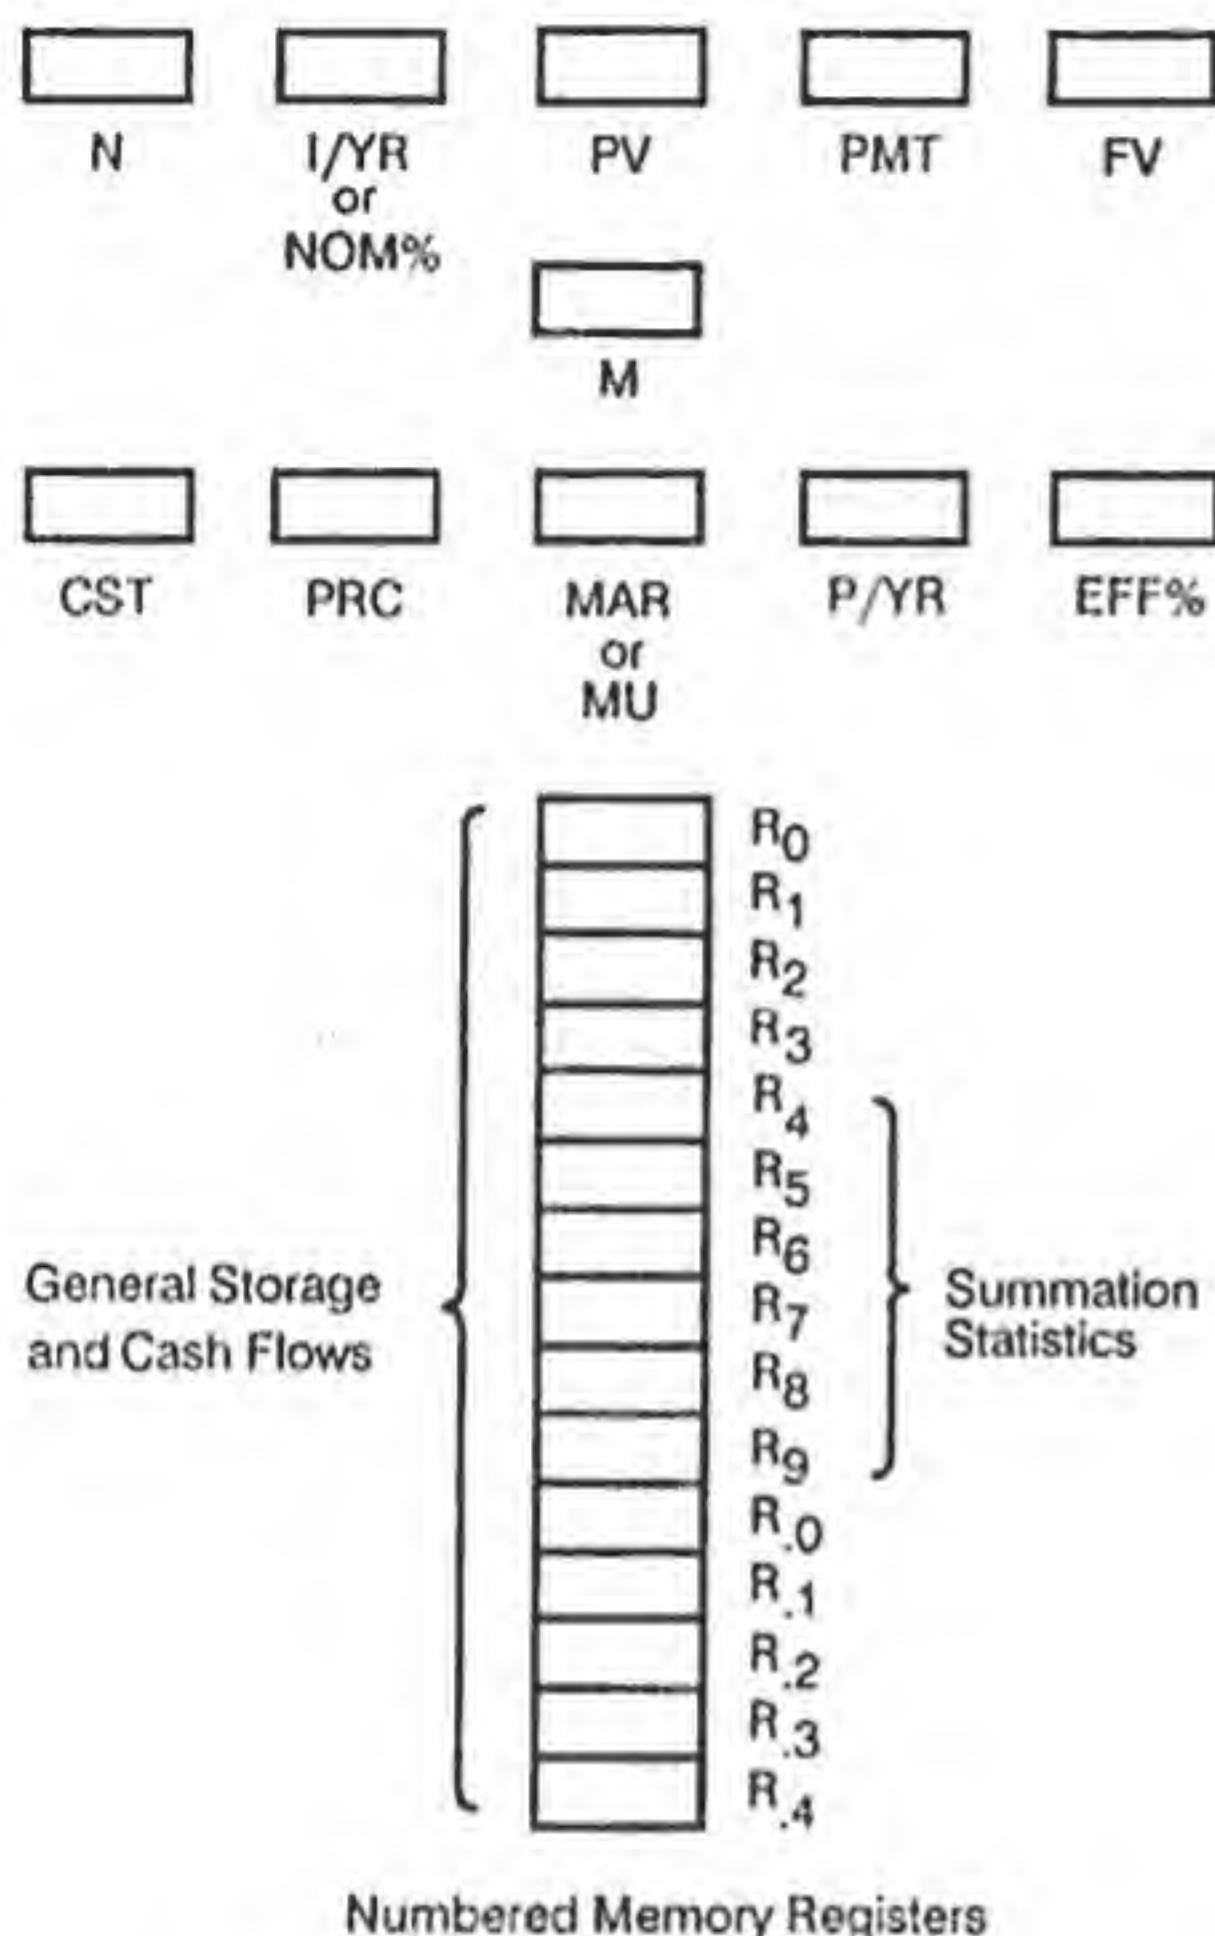 N I/YR PV PMT FV
or
NOM%
M
CST PRC MAR P/YR EFF%
or
MU
R0
R1
R2
R3
R4
R5
R6
General Storage Summation
R7
and Cash Flows Statistics
R8
R9
R.0
R.1
R.2
R.3
R.4
Numbered Memory Registers